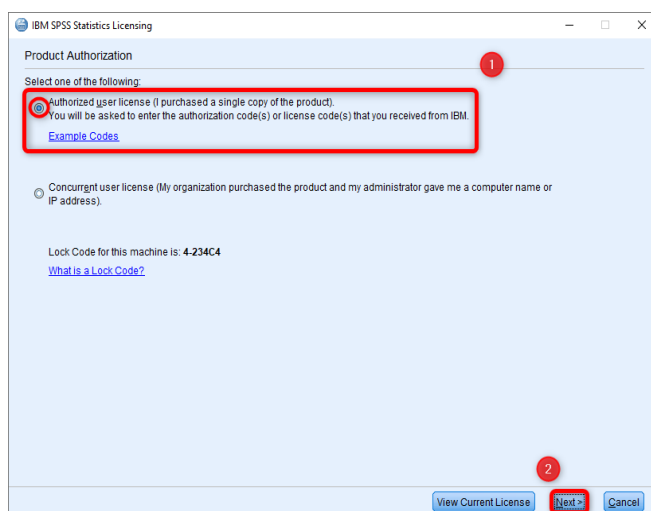 IBM SPSS Statistics Licensing
Product Authorization
1
Select one of the following:
Authorized user license (I purchased a single copy of the product).
You will be asked to enter the authorization code(s) or license code(s) that you received from IBM.
Example Codes
Concurrent user license (My organization purchased the product and my administrator gave me a computer name or
IP address).
Lock Code for this machine is: 4-234C4
What is a Lock Code?
2
View Current License Next > Cancel